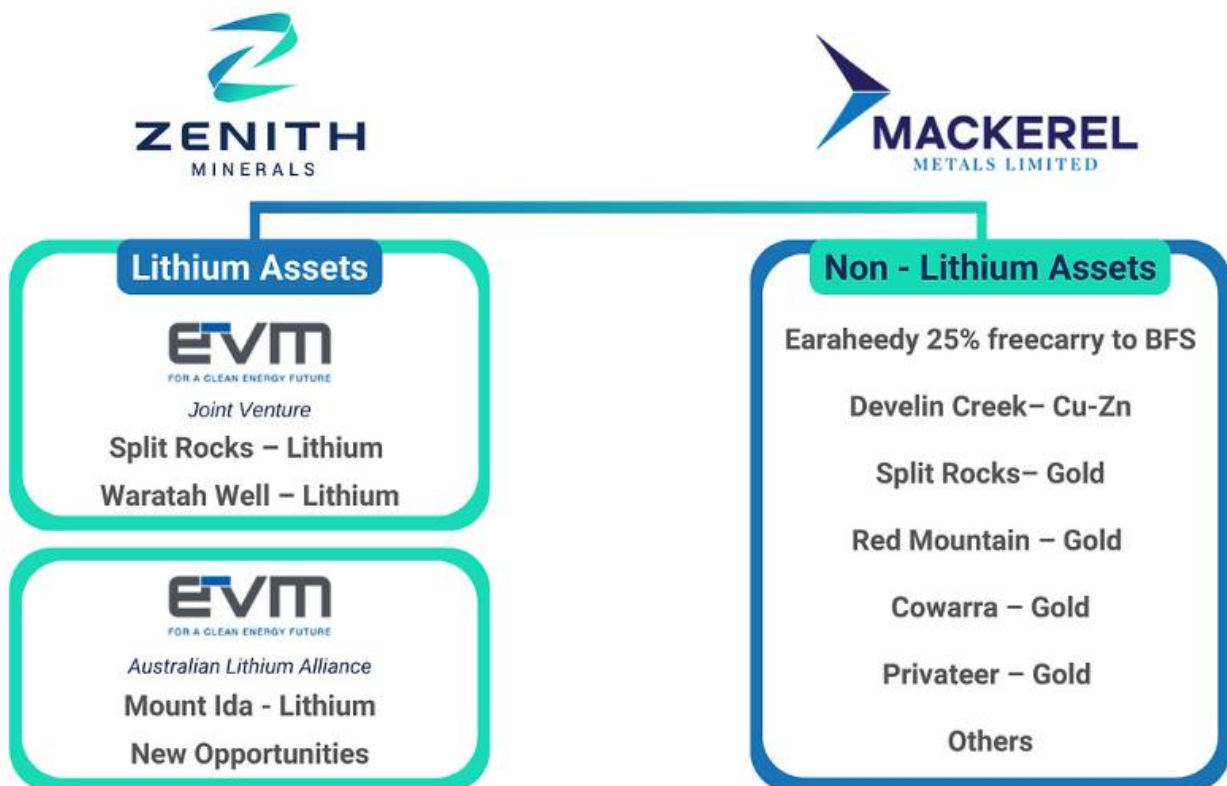 ZENITH
MINERALS
MACKEREL
METALS LIMITED
Lithium Assets
EVM
FOR A CLEAN ENERGY FUTURE
Joint Venture
Split Rocks – Lithium
Waratah Well – Lithium
EVM
FOR A CLEAN ENERGY FUTURE
Australian Lithium Alliance
Mount Ida - Lithium
New Opportunities
Non - Lithium Assets
Earaheedy 25% freecarry to BFS
Develin Creek– Cu-Zn
Split Rocks– Gold
Red Mountain – Gold
Cowarra – Gold
Privateer – Gold
Others